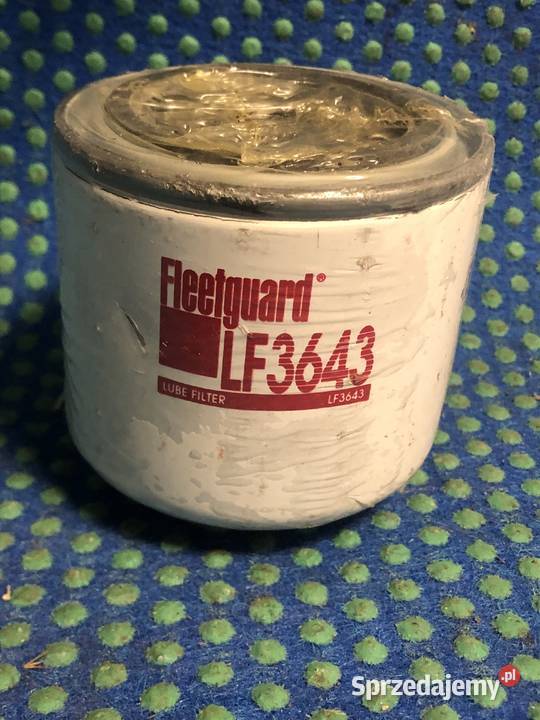 Fleetguard®
LF3643
LUBE FILTER LF3643
Sprzedajemy.pl